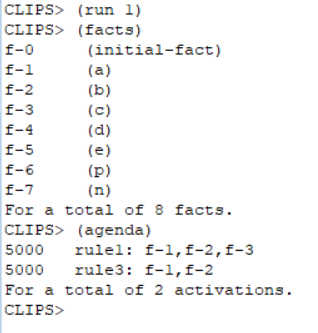 CLIPS> (run 1)
CLIPS> (facts)
f-0     (initial-fact)
f-1     (a)
f-2     (b)
f-3     (c)
f-4     (d)
f-5     (e)
f-6     (p)
f-7     (n)
For a total of 8 facts.
CLIPS> (agenda)
5000   rule1: f-1,f-2,f-3
5000   rule3: f-1,f-2
For a total of 2 activations.
CLIPS>